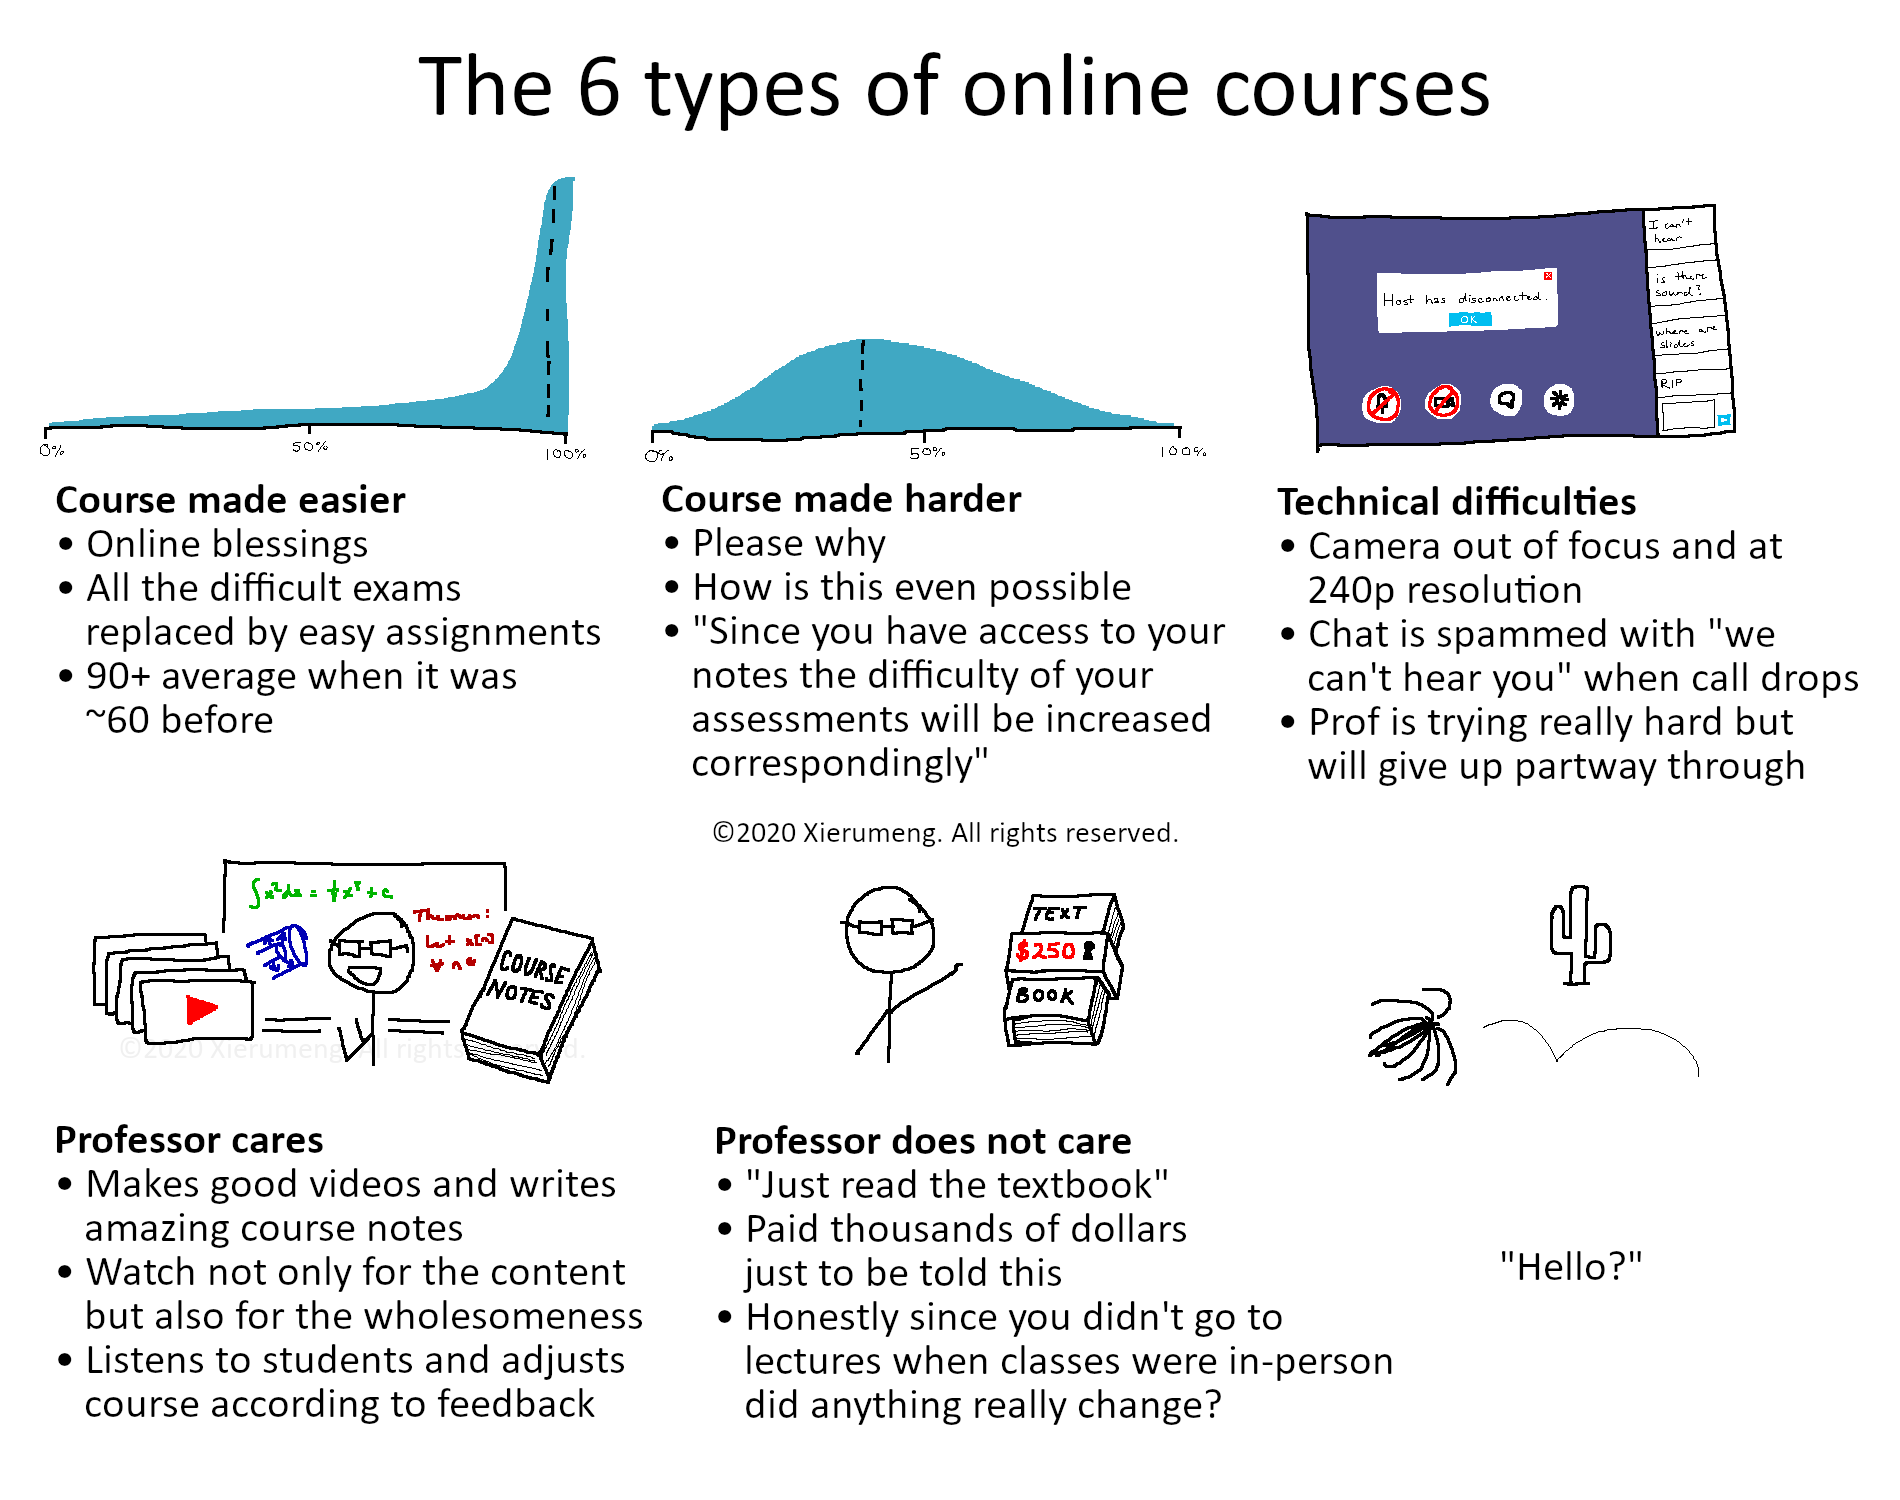 The 6 types of online courses
0%
50%
100%
Course made easier
• Online blessings
• All the difficult exams
replaced by easy assignments
• 90+ average when it was
~60 before
0%
50%
100%
Course made harder
• Please why
• How is this even possible
• "Since you have access to your
notes the difficulty of your
assessments will be increased
correspondingly"
Host has disconnected.
OK
I can't
hear
is there
sound?
where are
slides
RIP
Technical difficulties
• Camera out of focus and at
240p resolution
• Chat is spammed with "we
can't hear you" when call drops
• Prof is trying really hard but
will give up partway through
©2020 Xierumeng. All rights reserved.
Theorem:
Let x[n]
COURSE
NOTES
©2020 Xierumeng. All rights reserved.
Professor cares
• Makes good videos and writes
amazing course notes
• Watch not only for the content
but also for the wholesomeness
• Listens to students and adjusts
course according to feedback
TEXT
$250
BOOK
Professor does not care
• "Just read the textbook"
• Paid thousands of dollars
just to be told this
• Honestly since you didn't go to
lectures when classes were in-person
did anything really change?
"Hello?"